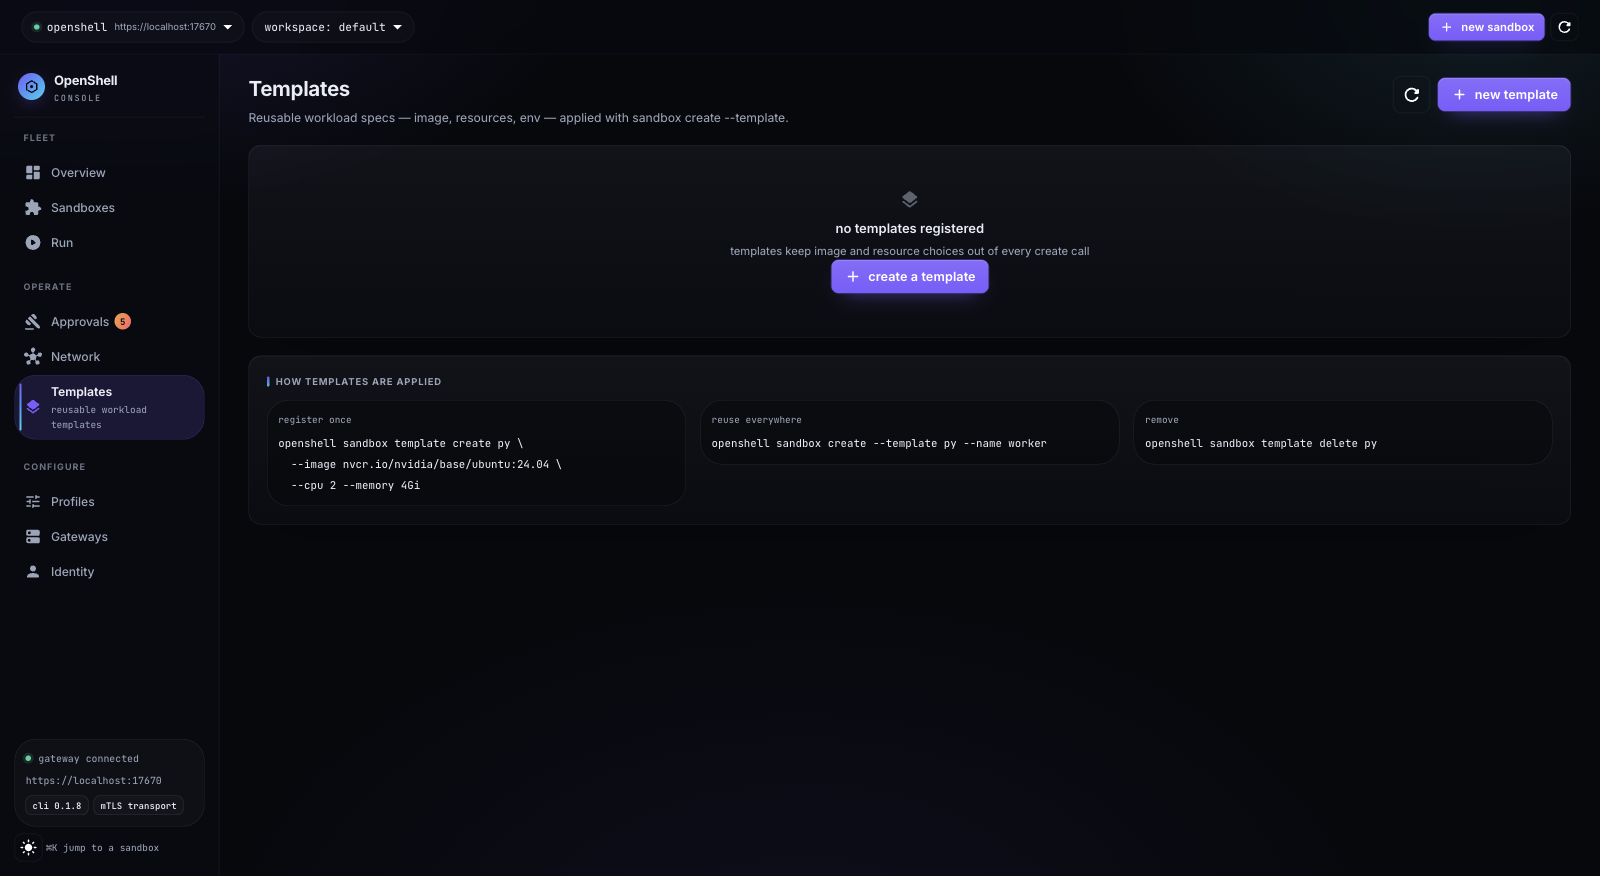 openshell https://localhost:17670
workspace: default
new sandbox
OpenShell
CONSOLE
FLEET
Overview
Sandboxes
Run
OPERATE
Approvals 5
Network
Templates
reusable workload
templates
CONFIGURE
Profiles
Gateways
Identity
gateway connected
https://localhost:17670
cli 0.1.8 mTLS transport
⌘K jump to a sandbox
Templates
Reusable workload specs — image, resources, env — applied with sandbox create --template.
new template
no templates registered
templates keep image and resource choices out of every create call
create a template
HOW TEMPLATES ARE APPLIED
register once
openshell sandbox template create py \
--image nvcr.io/nvidia/base/ubuntu:24.04 \
--cpu 2 --memory 4Gi
reuse everywhere
openshell sandbox create --template py --name worker
remove
openshell sandbox template delete py